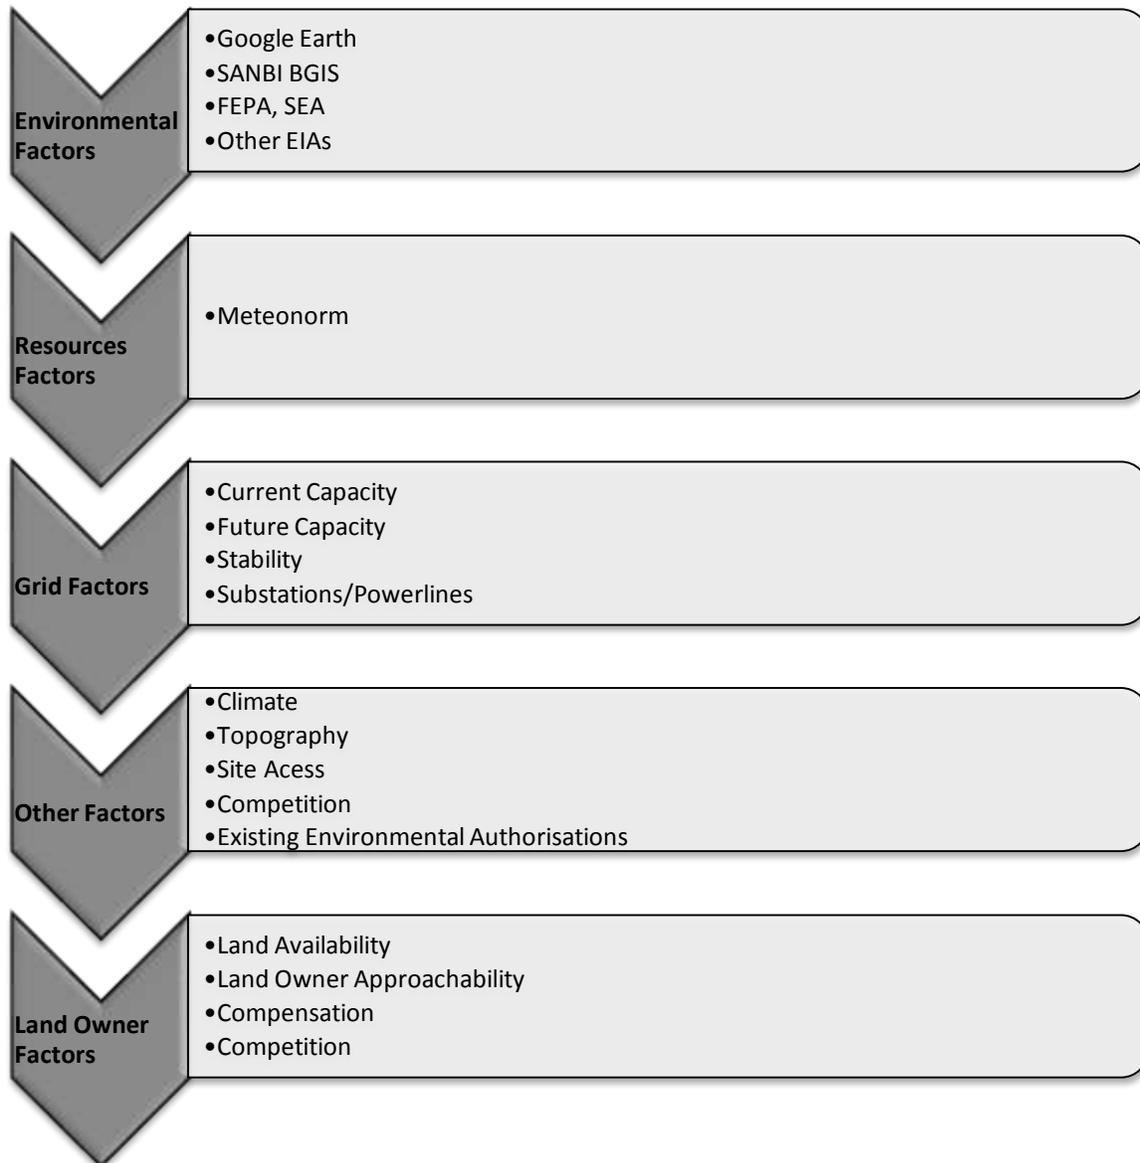 Environmental
Factors
•Google Earth
•SANBI BGIS
•FEPA, SEA
•Other EIAs
Resources
Factors
•Meteonorm
Grid Factors
•Current Capacity
•Future Capacity
•Stability
•Substations/Powerlines
Other Factors
•Climate
•Topography
•Site Acess
•Competition
•Existing Environmental Authorisations
Land Owner
Factors
•Land Availability
•Land Owner Approachability
•Compensation
•Competition